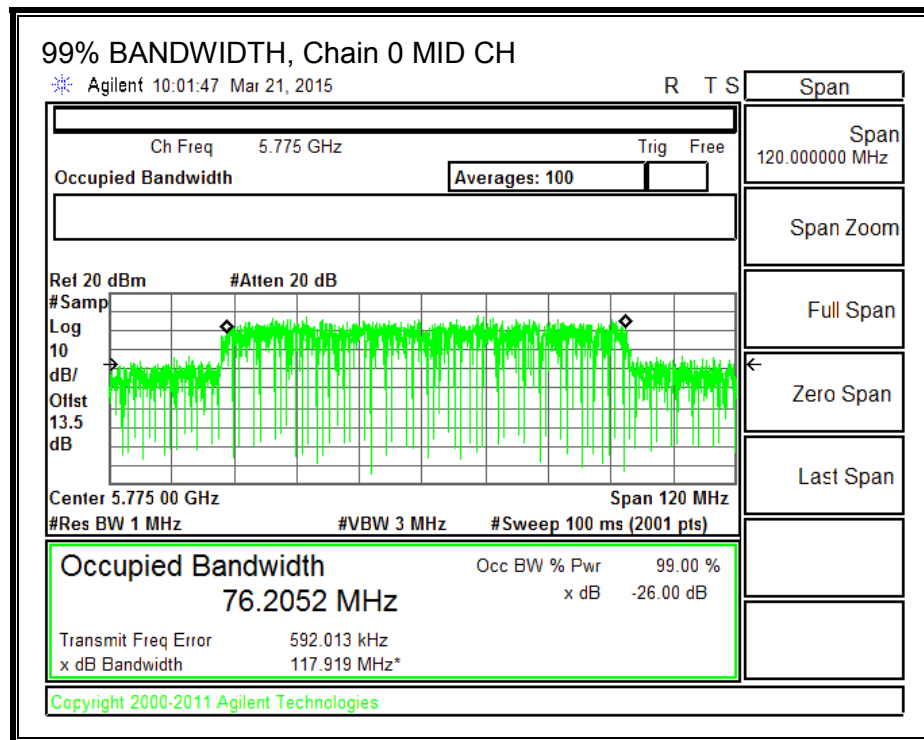 99% BANDWIDTH, Chain 0 MID CH
Agilent 10:01:47 Mar 21, 2015 R T S
Span
Ch Freq 5.775 GHz Trig Free
Span
120.000000 MHz
Occupied Bandwidth Averages: 100
Span Zoom
Ref 20 dBm #Atten 20 dB
#Samp
Log
10
dB/
Offst
13.5
dB
Full Span
Zero Span
Last Span
Center 5.775 00 GHz Span 120 MHz
#Res BW 1 MHz #VBW 3 MHz #Sweep 100 ms (2001 pts)
Occupied Bandwidth Occ BW % Pwr 99.00 %
76.2052 MHz x dB -26.00 dB
Transmit Freq Error 592.013 kHz
x dB Bandwidth 117.919 MHz*
Copyright 2000-2011 Agilent Technologies